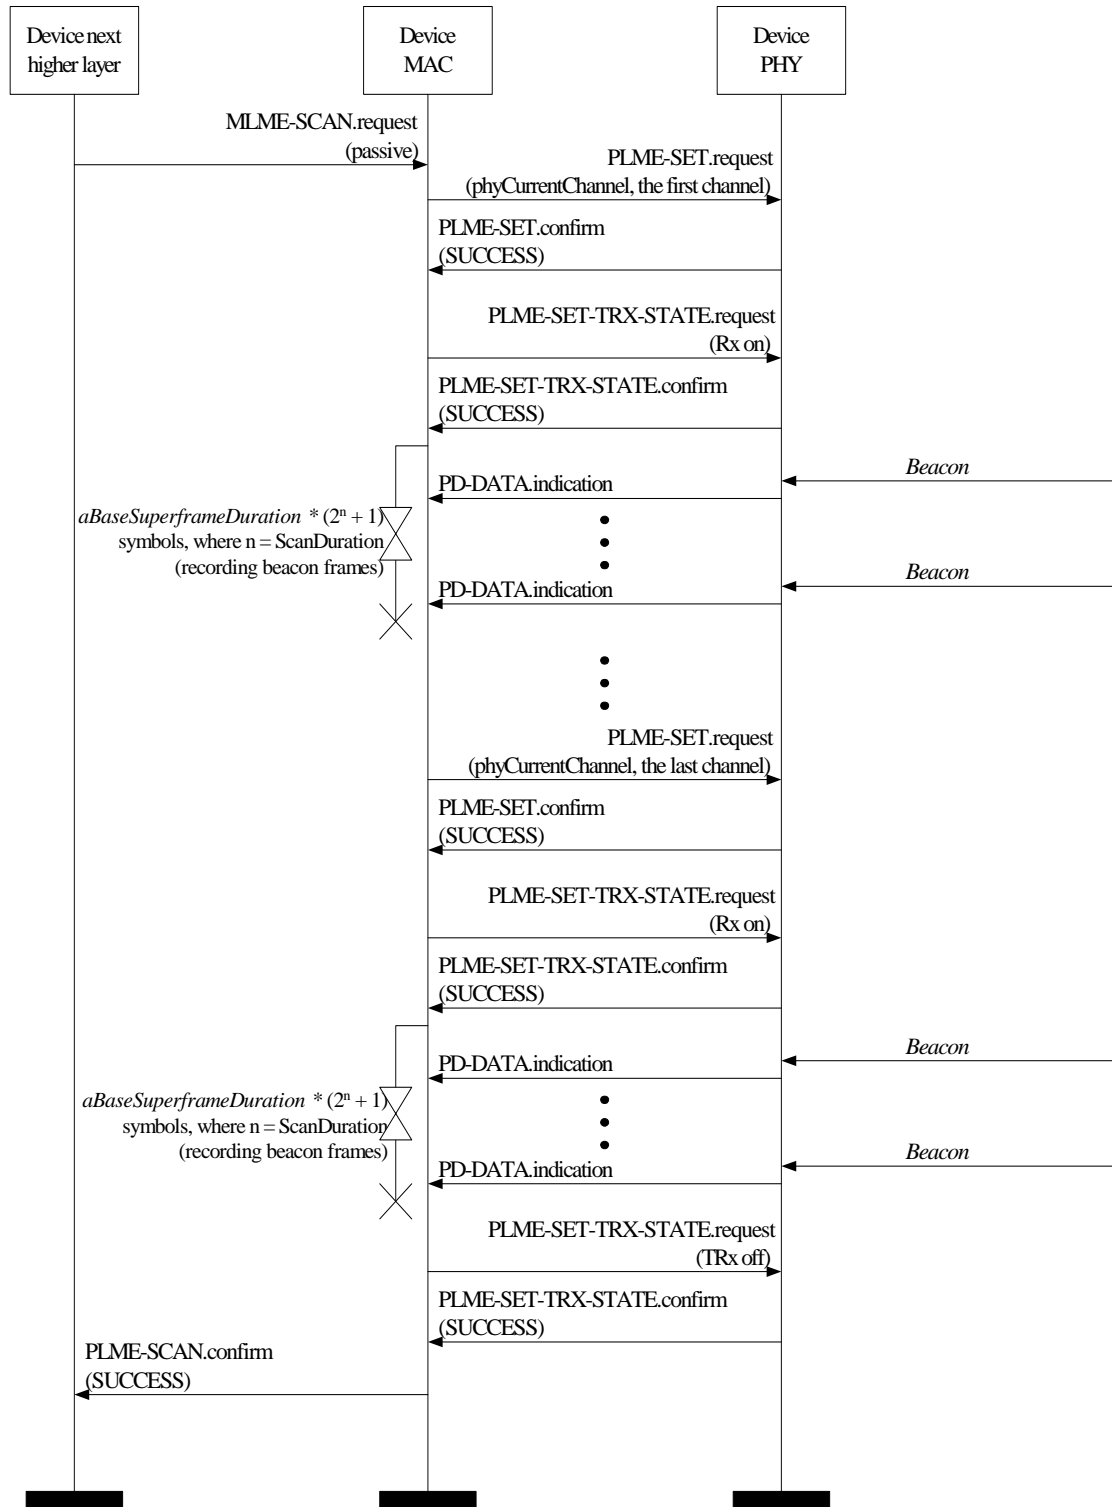 Device next
higher layer
Device
MAC
Device
PHY
MLME-SCAN.request
(passive)
PLME-SET.request
(phyCurrentChannel, the first channel)
PLME-SET.confirm
(SUCCESS)
PLME-SET-TRX-STATE.request
(Rx on)
PLME-SET-TRX-STATE.confirm
(SUCCESS)
Beacon
PD-DATA.indication
aBaseSuperframeDuration * (2ⁿ + 1)
symbols, where n = ScanDuration
(recording beacon frames)
Beacon
PD-DATA.indication
PLME-SET.request
(phyCurrentChannel, the last channel)
PLME-SET.confirm
(SUCCESS)
PLME-SET-TRX-STATE.request
(Rx on)
PLME-SET-TRX-STATE.confirm
(SUCCESS)
Beacon
PD-DATA.indication
aBaseSuperframeDuration * (2ⁿ + 1)
symbols, where n = ScanDuration
(recording beacon frames)
Beacon
PD-DATA.indication
PLME-SET-TRX-STATE.request
(TRx off)
PLME-SET-TRX-STATE.confirm
(SUCCESS)
PLME-SCAN.confirm
(SUCCESS)